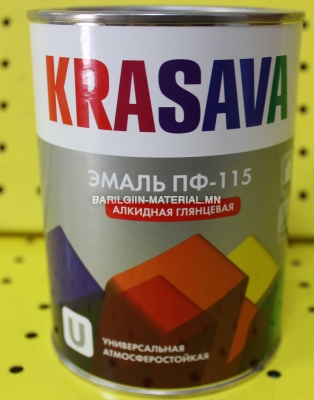 KRASAVA
ЭМАЛЬ ПФ-115
BARILGIIN-MATERIAL.MN
АЛКИДНАЯ ГЛЯНЦЕВАЯ
U
УНИВЕРСАЛЬНАЯ
АТМОСФЕРОСТОЙКАЯ